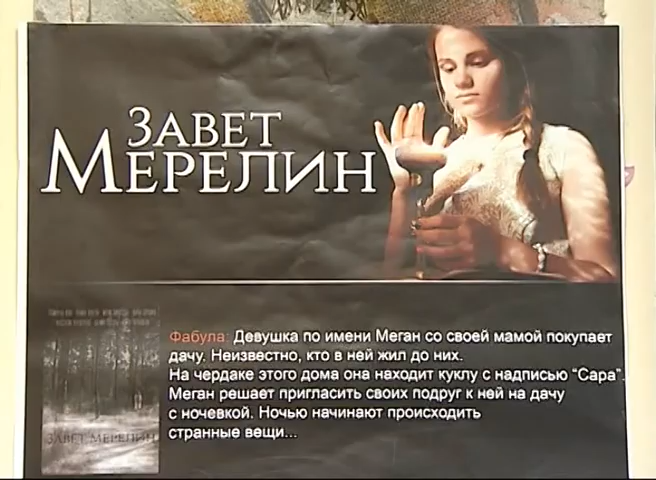 ЗАВЕТ
МЕРЕЛИН
Фабула: Девушка по имени Меган со своей мамой покупает
дачу. Неизвестно, кто в ней жил до них.
На чердаке этого дома она находит куклу с надписью "Сара".
Меган решает пригласить своих подруг к ней на дачу
с ночевкой. Ночью начинают происходить
странные вещи...
ЗАВЕТ МЕРЕЛИН